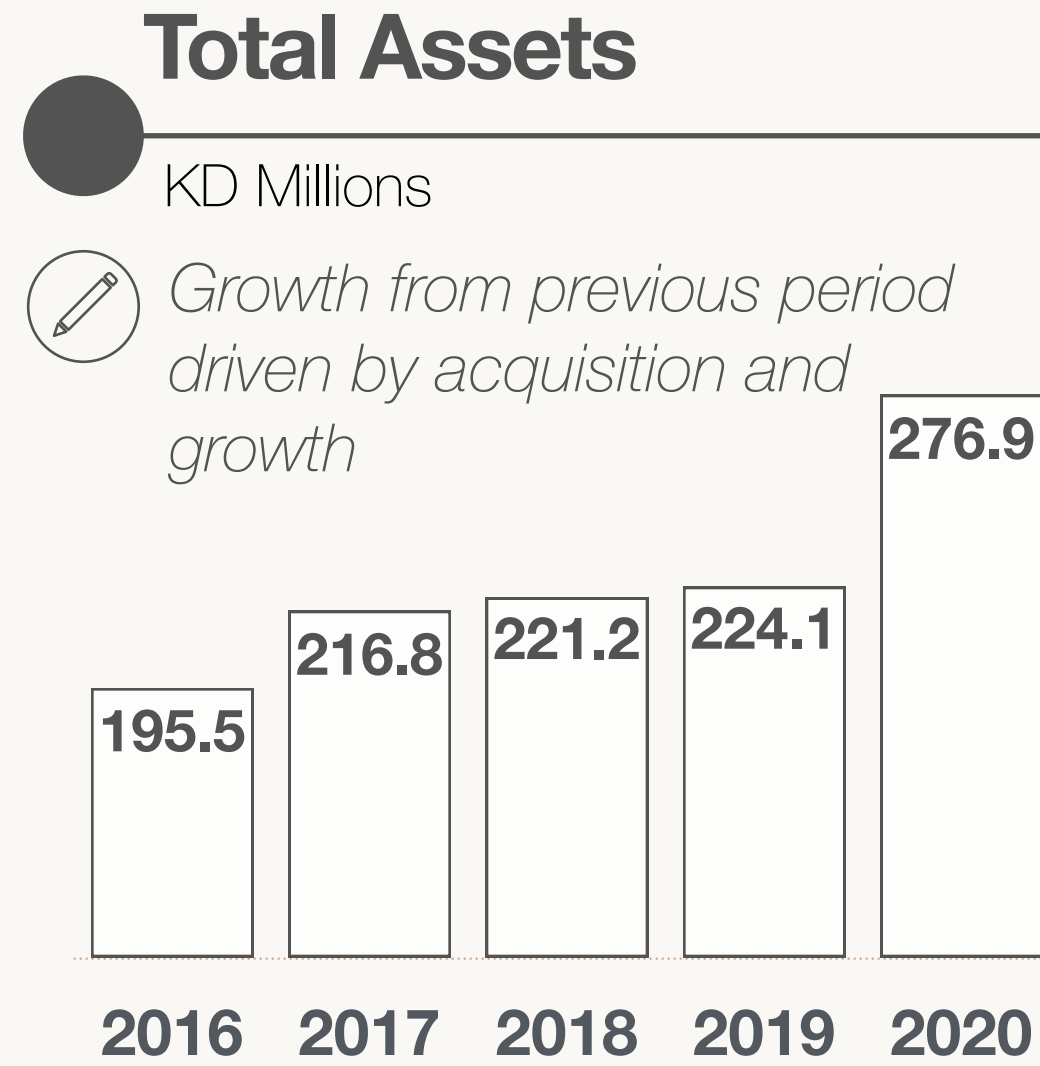 Total Assets
KD Millions
Growth from previous period
driven by acquisition and
growth
276.9
224.1
221.2
216.8
195.5
2016 2017 2018 2019 2020